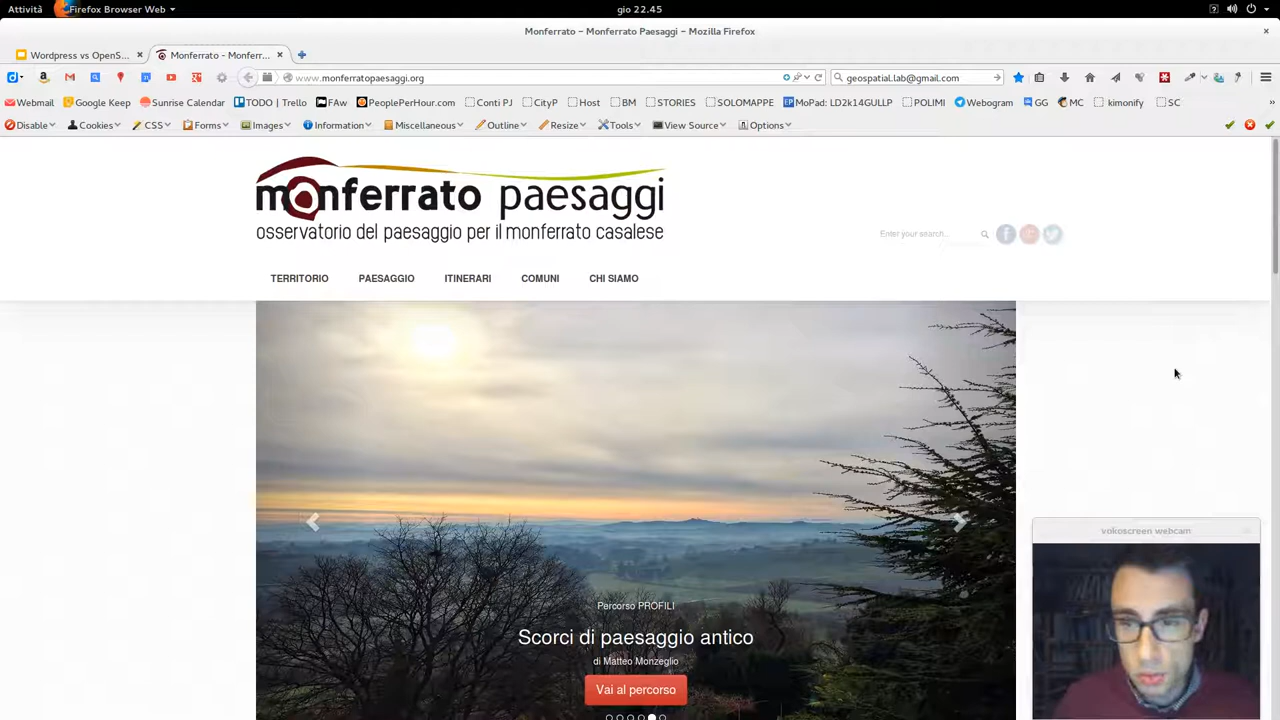 Attività Firefox Browser Web gio 22.45
Monferrato – Monferrato Paesaggi – Mozilla Firefox
Wordpress vs OpenS... × Monferrato - Monferr... ×
www.monferratopaesaggi.org geospatial.lab@gmail.com
Webmail Google Keep Sunrise Calendar TODO | Trello FAw PeoplePerHour.com Conti PJ CityP Host BM STORIES SOLOMAPPE MoPad: LD2k14GULLP POLIMI Webogram GG MC kimonify SC »
Disable Cookies CSS Forms Images Information Miscellaneous Outline Resize Tools View Source Options
monferrato paesaggi
osservatorio del paesaggio per il monferrato casalese
Enter your search...
TERRITORIO PAESAGGIO ITINERARI COMUNI CHI SIAMO
Percorso PROFILI
Scorci di paesaggio antico
di Matteo Monzeglio
Vai al percorso
vokoscreen webcam